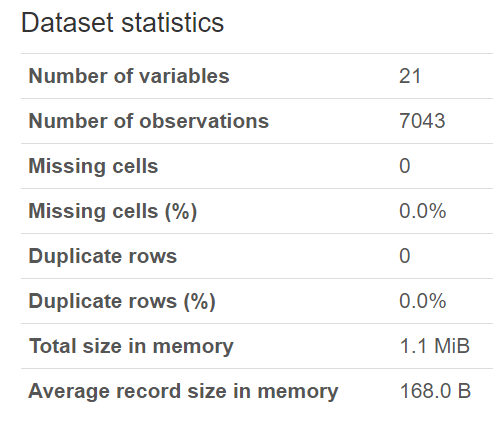 Dataset statistics
Number of variables 21
Number of observations 7043
Missing cells 0
Missing cells (%) 0.0%
Duplicate rows 0
Duplicate rows (%) 0.0%
Total size in memory 1.1 MiB
Average record size in memory 168.0 B